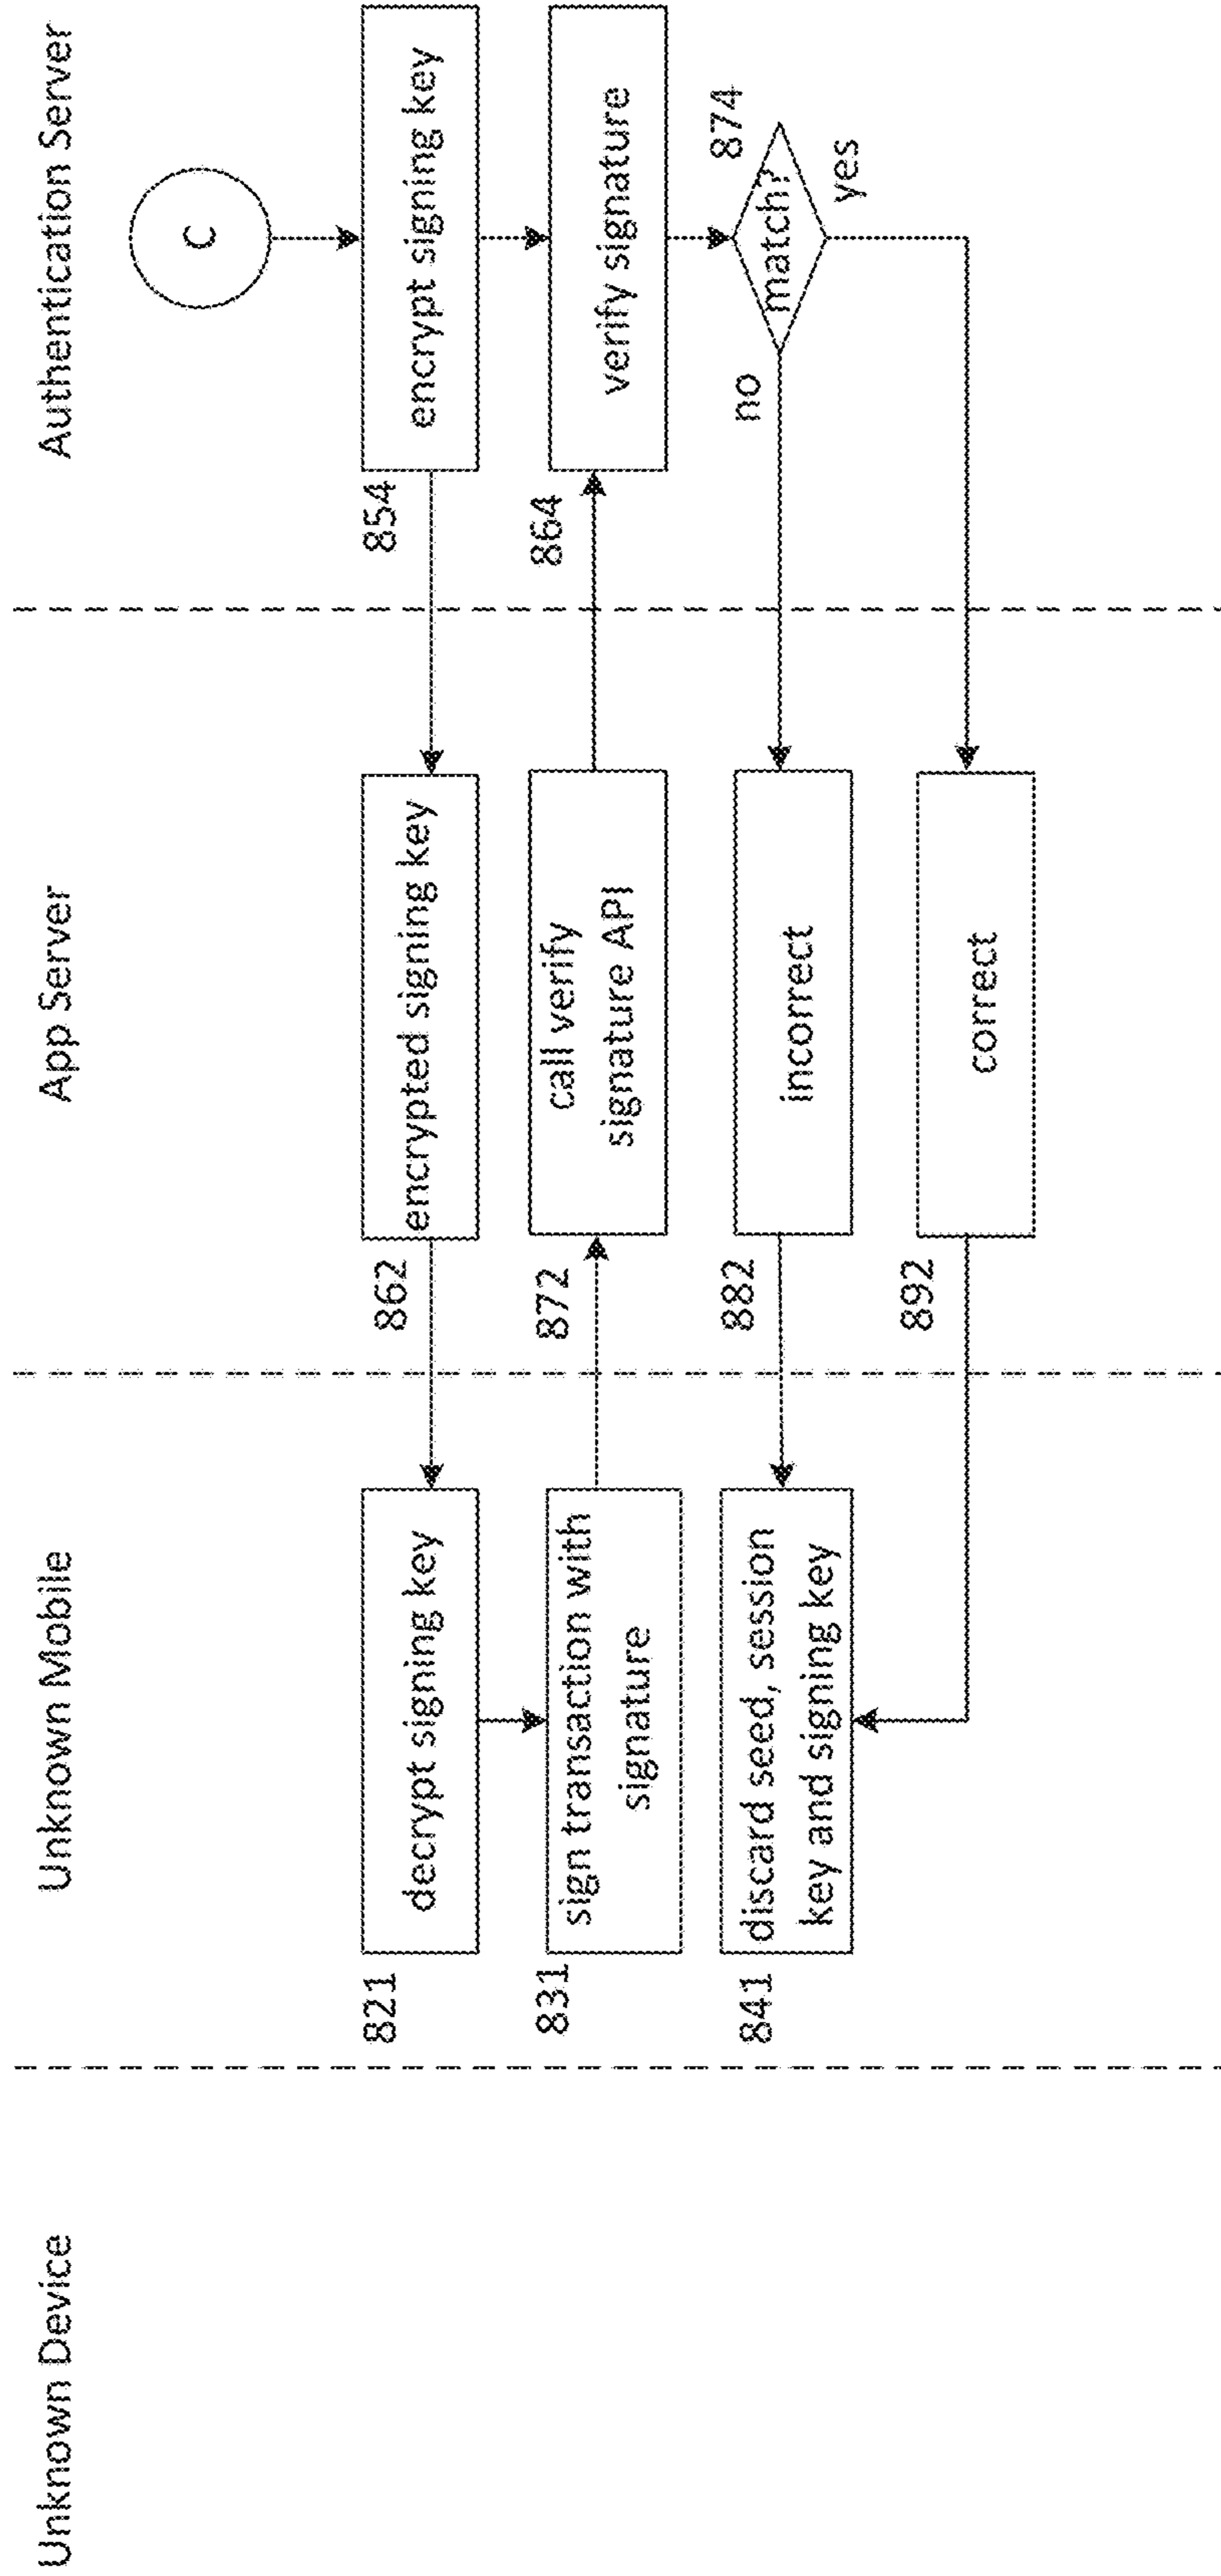 Unknown Device
Unknown Mobile
App Server
Authentication Server
C
821
decrypt signing key
862
encrypted signing key
854
encrypt signing key
831
sign transaction with
signature
872
call verify
signature API
864
verify signature
841
discard seed, session
key and signing key
882
incorrect
no
match?
874
yes
892
correct